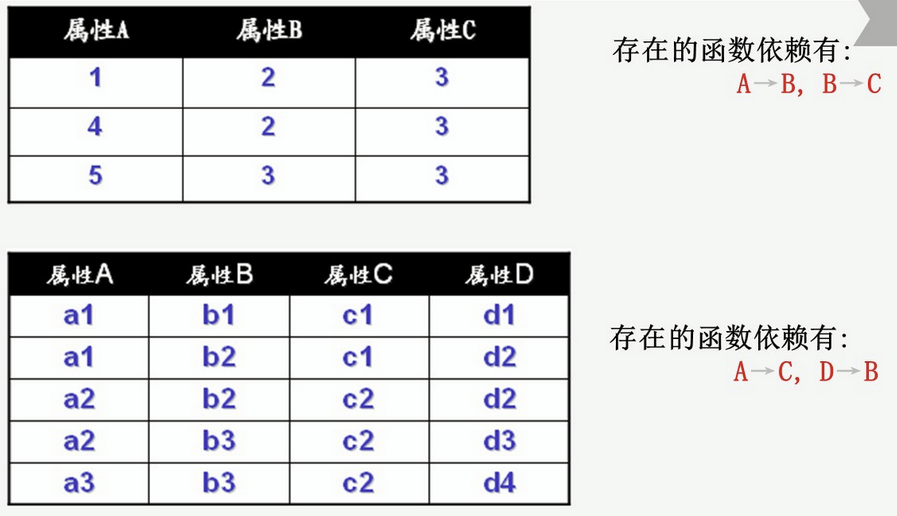 属性A 属性B 属性C
1 2 3
4 2 3
5 3 3
存在的函数依赖有:
A→B, B→C
属性A 属性B 属性C 属性D
a1 b1 c1 d1
a1 b2 c1 d2
a2 b2 c2 d2
a2 b3 c2 d3
a3 b3 c2 d4
存在的函数依赖有:
A→C, D→B